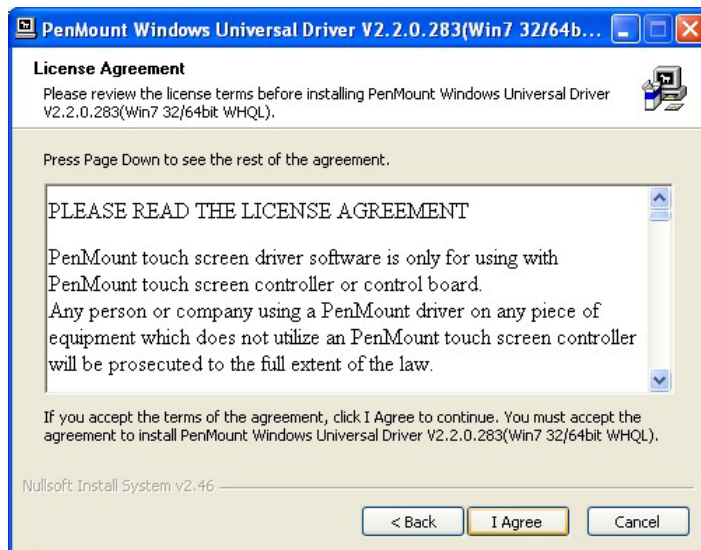 PenMount Windows Universal Driver V2.2.0.283(Win7 32/64b...
License Agreement
Please review the license terms before installing PenMount Windows Universal Driver
V2.2.0.283(Win7 32/64bit WHQL).
Press Page Down to see the rest of the agreement.
PLEASE READ THE LICENSE AGREEMENT
PenMount touch screen driver software is only for using with
PenMount touch screen controller or control board.
Any person or company using a PenMount driver on any piece of
equipment which does not utilize an PenMount touch screen controller
will be prosecuted to the full extent of the law.
If you accept the terms of the agreement, click I Agree to continue. You must accept the
agreement to install PenMount Windows Universal Driver V2.2.0.283(Win7 32/64bit WHQL).
Nullsoft Install System v2.46
< Back I Agree Cancel